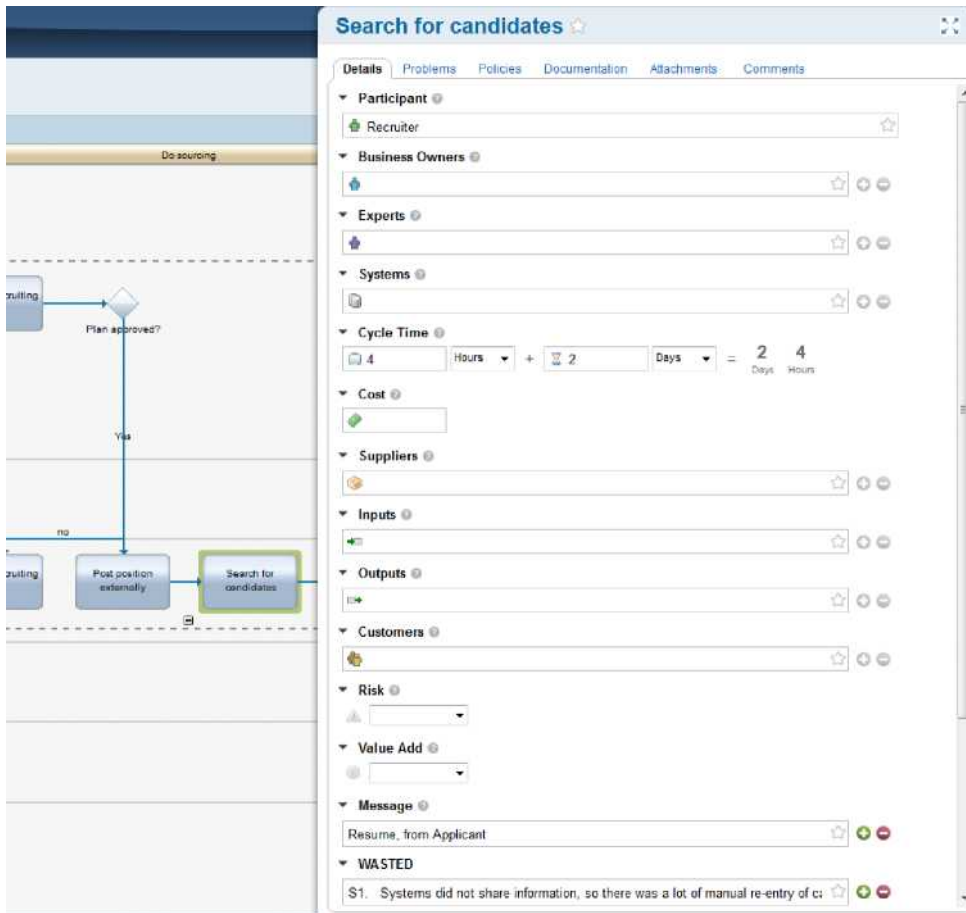 Search for candidates
Details Problems Policies Documentation Attachments Comments
Participant
Recruiter
Business Owners
Experts
Systems
Cycle Time
4 Hours + 2 Days = 2 4
Days Hours
Cost
Suppliers
Inputs
Outputs
Customers
Risk
Value Add
Message
Resume, from Applicant
WASTED
S1. Systems did not share information, so there was a lot of manual re-entry of
Do sourcing
cruiting
Plan approved?
Yes
no
cruiting
Post position
externally
Search for
candidates